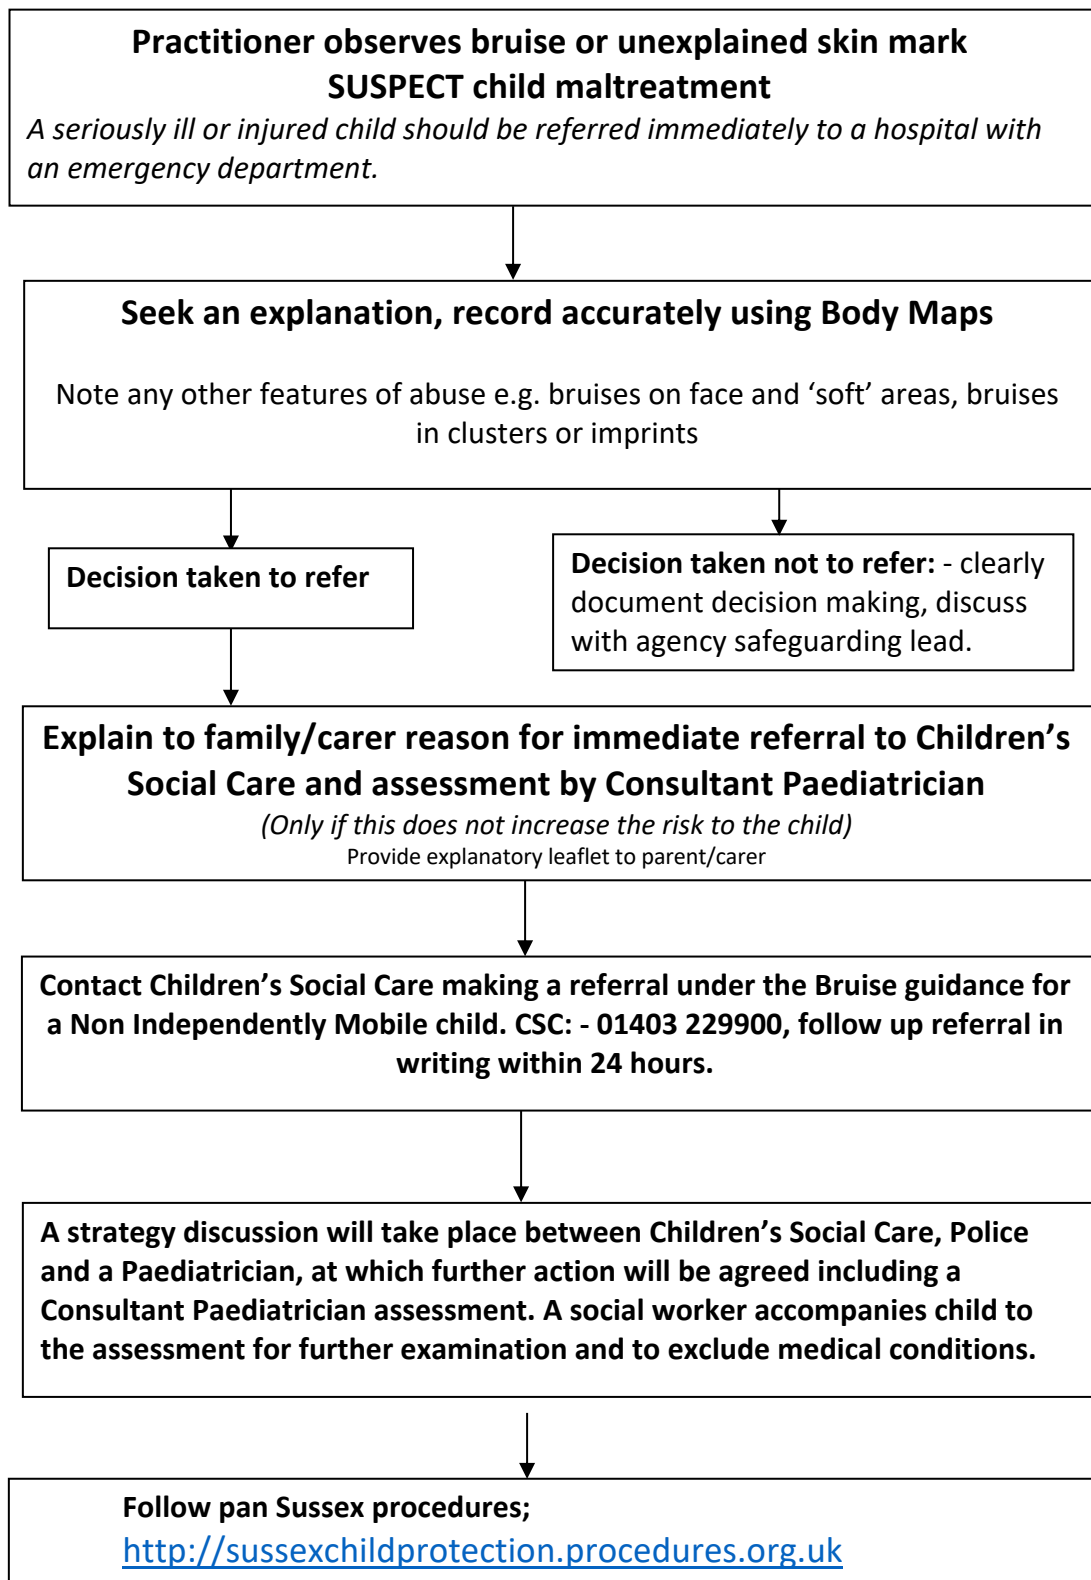 Practitioner observes bruise or unexplained skin mark
SUSPECT child maltreatment
A seriously ill or injured child should be referred immediately to a hospital with
an emergency department.
Seek an explanation, record accurately using Body Maps
Note any other features of abuse e.g. bruises on face and ‘soft’ areas, bruises
in clusters or imprints
Decision taken to refer
Decision taken not to refer: - clearly
document decision making, discuss
with agency safeguarding lead.
Explain to family/carer reason for immediate referral to Children’s
Social Care and assessment by Consultant Paediatrician
(Only if this does not increase the risk to the child)
Provide explanatory leaflet to parent/carer
Contact Children’s Social Care making a referral under the Bruise guidance for
a Non Independently Mobile child. CSC: - 01403 229900, follow up referral in
writing within 24 hours.
A strategy discussion will take place between Children’s Social Care, Police
and a Paediatrician, at which further action will be agreed including a
Consultant Paediatrician assessment. A social worker accompanies child to
the assessment for further examination and to exclude medical conditions.
Follow pan Sussex procedures;
http://sussexchildprotection.procedures.org.uk